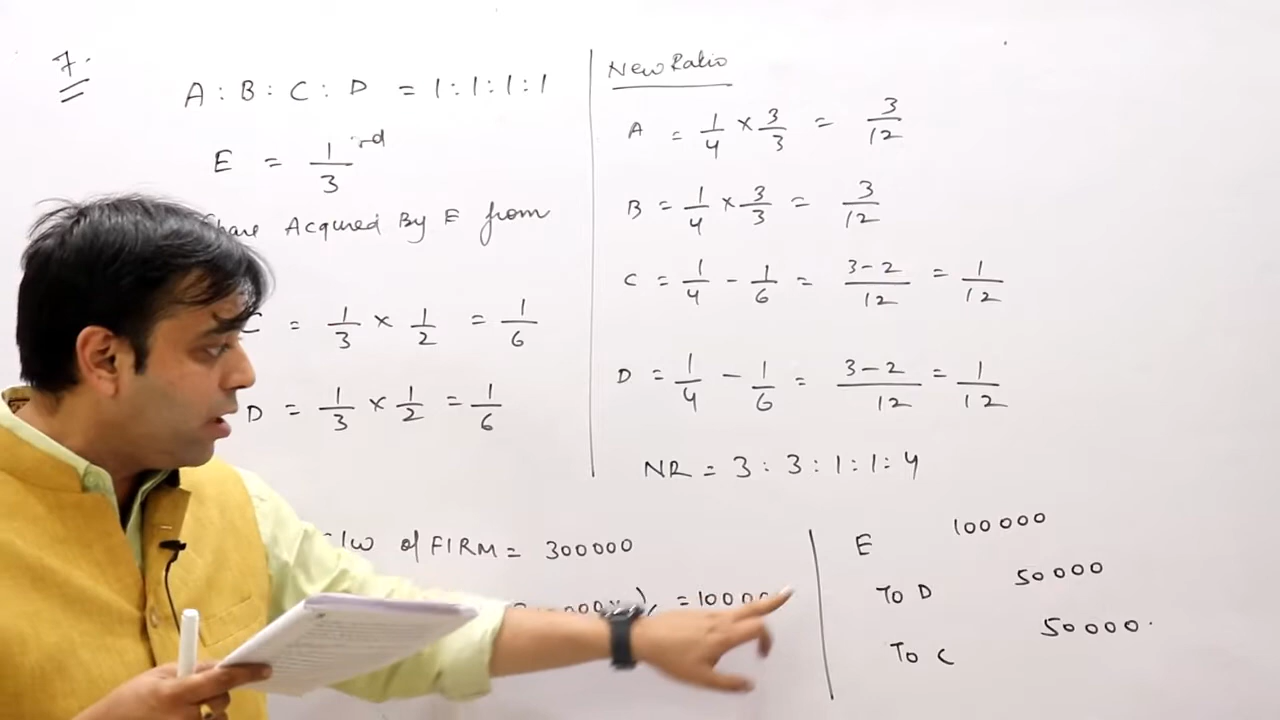 7.
A : B : C : D = 1 : 1 : 1 : 1
E = 1/3 rd
Share Acquired By E from
C = 1/3 × 1/2 = 1/6
D = 1/3 × 1/2 = 1/6
New Ratio
A = 1/4 × 3/3 = 3/12
B = 1/4 × 3/3 = 3/12
C = 1/4 - 1/6 = 3-2/12 = 1/12
D = 1/4 - 1/6 = 3-2/12 = 1/12
NR = 3 : 3 : 1 : 1 : 4
G/w of FIRM = 300000
E 100000
To D 50000
To C 50000.